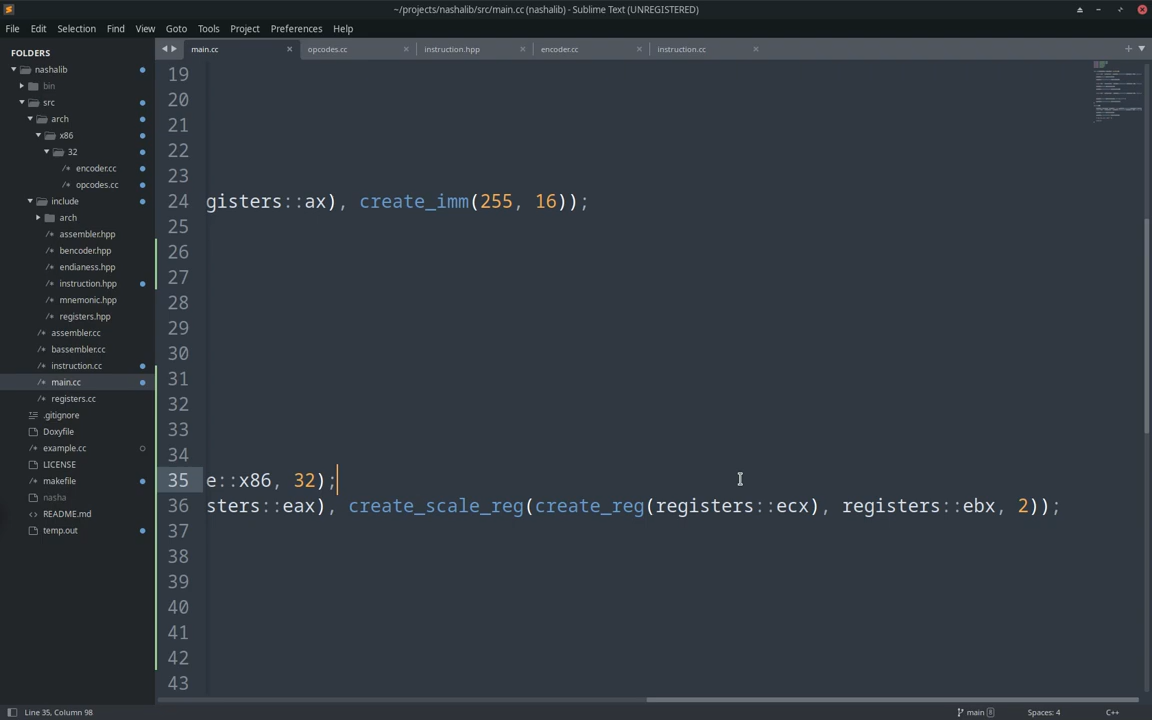 ~/projects/nashalib/src/main.cc (nashalib) - Sublime Text (UNREGISTERED)
File Edit Selection Find View Goto Tools Project Preferences Help
FOLDERS
nashalib
bin
src
arch
x86
32
encoder.cc
opcodes.cc
include
arch
assembler.hpp
bencoder.hpp
endianess.hpp
instruction.hpp
mnemonic.hpp
registers.hpp
assembler.cc
bassembler.cc
instruction.cc
main.cc
registers.cc
.gitignore
Doxyfile
example.cc
LICENSE
makefile
nasha
README.md
temp.out
main.cc opcodes.cc instruction.hpp encoder.cc instruction.cc
19
20
21
22
23
24 gisters::ax), create_imm(255, 16));
25
26
27
28
29
30
31
32
33
34
35 e::x86, 32);
36 sters::eax), create_scale_reg(create_reg(registers::ecx), registers::ebx, 2));
37
38
39
40
41
42
43
Line 35, Column 98 main 8 Spaces: 4 C++